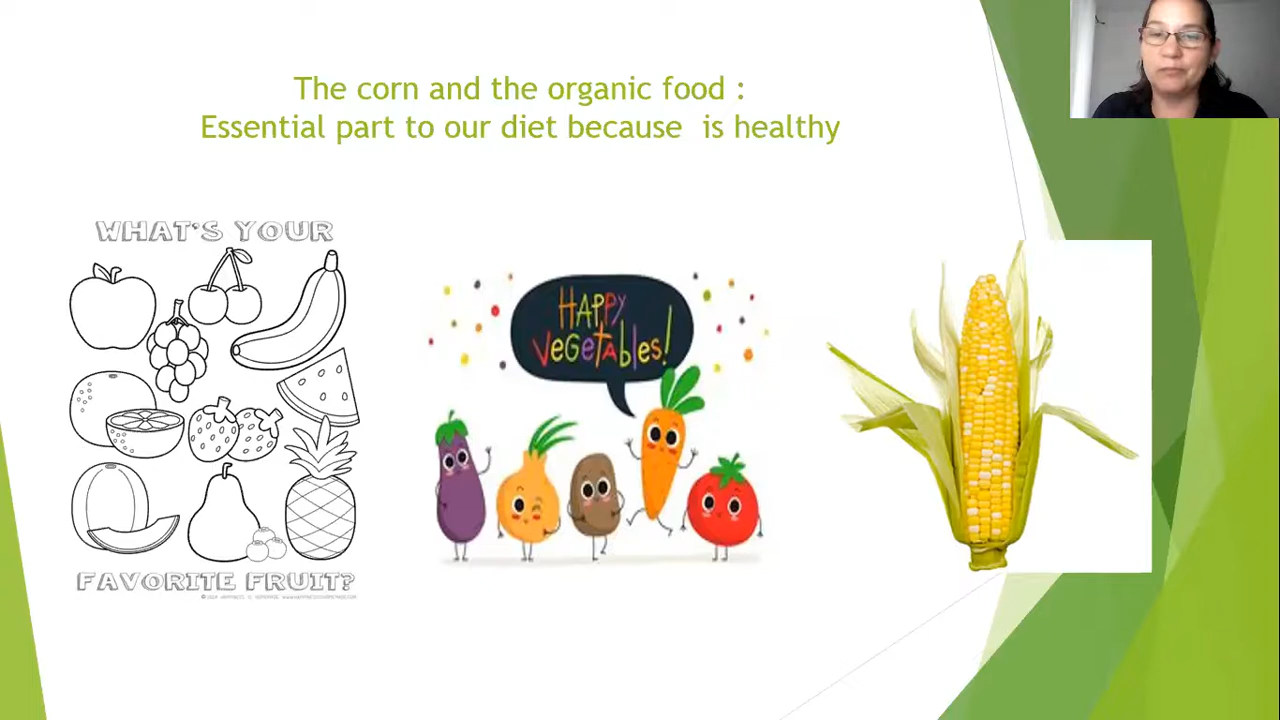 The corn and the organic food :
Essential part to our diet because is healthy
WHAT'S YOUR
FAVORITE FRUIT?
HAPPY
VEGETAbLES!